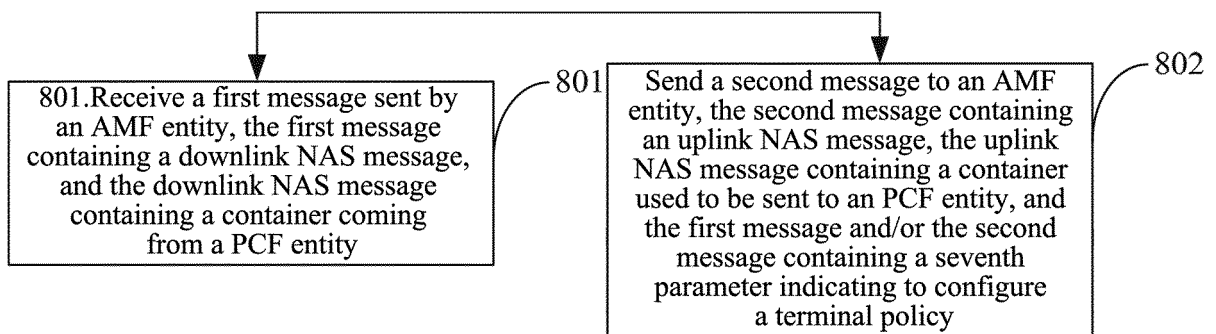 801.Receive a first message sent by
an AMF entity, the first message
containing a downlink NAS message,
and the downlink NAS message
containing a container coming
from a PCF entity
801
Send a second message to an AMF
entity, the second message containing
an uplink NAS message, the uplink
NAS message containing a container
used to be sent to an PCF entity, and
the first message and/or the second
message containing a seventh
parameter indicating to configure
a terminal policy
802